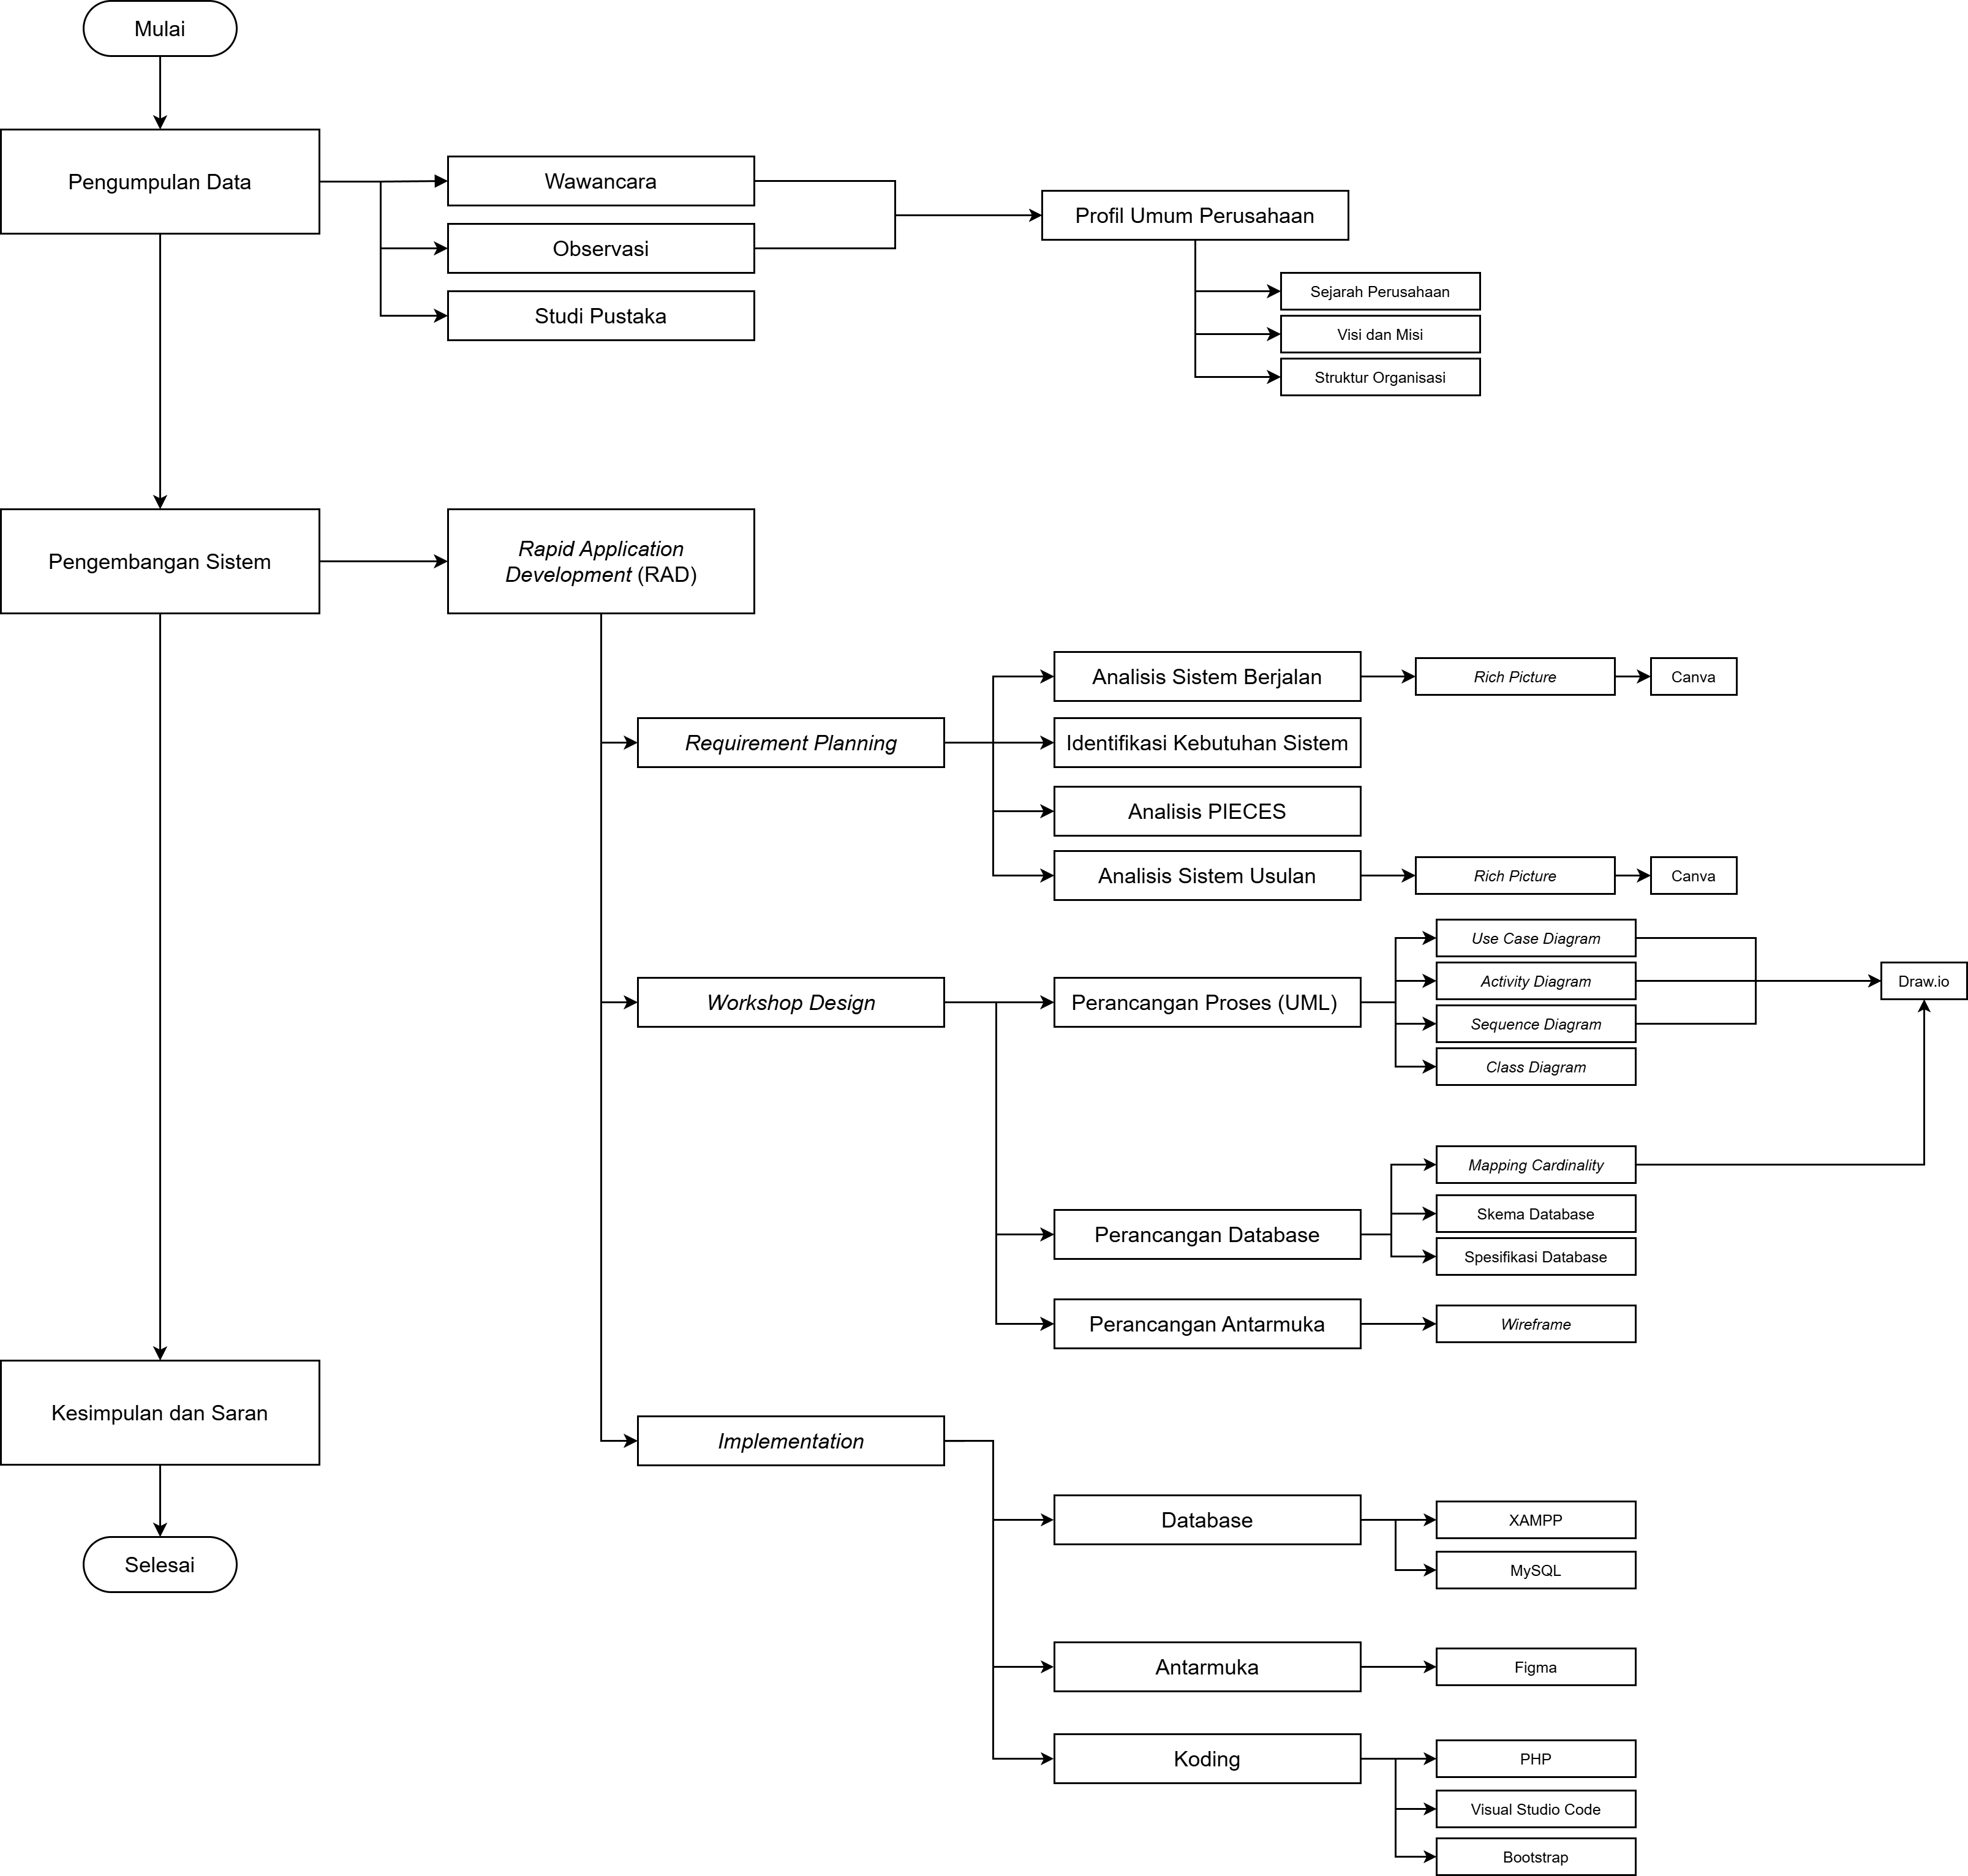 Mulai
Pengumpulan Data
Wawancara
Observasi
Studi Pustaka
Profil Umum Perusahaan
Sejarah Perusahaan
Visi dan Misi
Struktur Organisasi
Pengembangan Sistem
Rapid Application
Development (RAD)
Requirement Planning
Analisis Sistem Berjalan
Rich Picture
Canva
Identifikasi Kebutuhan Sistem
Analisis PIECES
Analisis Sistem Usulan
Rich Picture
Canva
Workshop Design
Perancangan Proses (UML)
Use Case Diagram
Activity Diagram
Sequence Diagram
Class Diagram
Draw.io
Perancangan Database
Mapping Cardinality
Skema Database
Spesifikasi Database
Perancangan Antarmuka
Wireframe
Implementation
Database
XAMPP
MySQL
Antarmuka
Figma
Koding
PHP
Visual Studio Code
Bootstrap
Kesimpulan dan Saran
Selesai